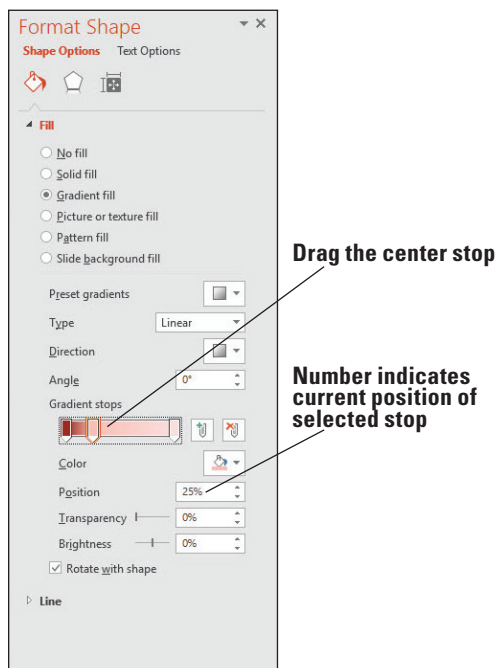 Format Shape
Shape Options Text Options
Fill
No fill
Solid fill
Gradient fill
Picture or texture fill
Pattern fill
Slide background fill
Preset gradients
Type Linear
Direction
Angle 0°
Gradient stops
Color
Position 25%
Transparency 0%
Brightness 0%
Rotate with shape
Line
Drag the center stop
Number indicates
current position of
selected stop